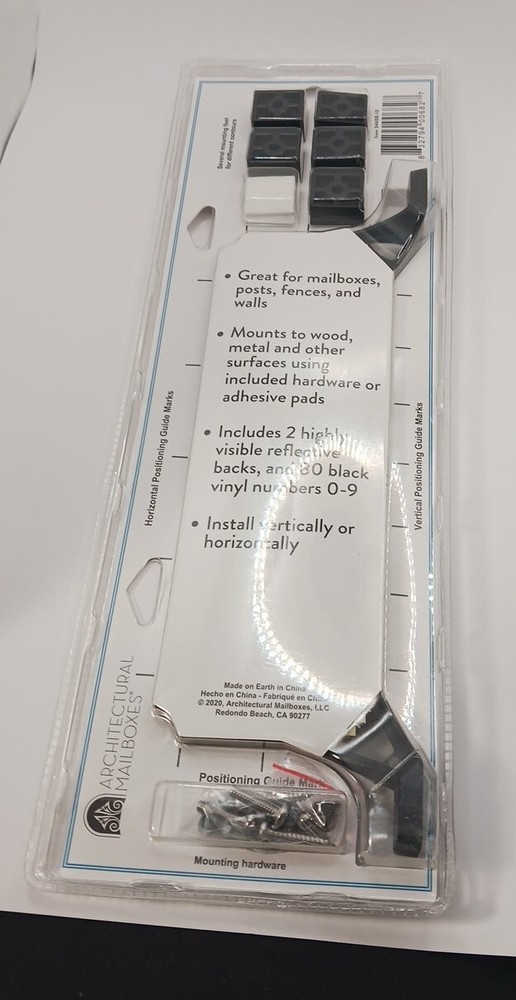 Several mounting feet
for different contours
• Great for mailboxes,
posts, fences, and
walls
• Mounts to wood,
metal and other
surfaces using
included hardware or
adhesive pads
• Includes 2 highly
visible reflective
backs, and 80 black
vinyl numbers 0-9
• Install vertically or
horizontally
Horizontal Positioning Guide Marks
Vertical Positioning Guide Marks
Made on Earth in China
Hecho en China - Fabriqué en Chine
© 2020, Architectural Mailboxes, LLC
Redondo Beach, CA 90277
ARCHITECTURAL
MAILBOXES®
Positioning Guide Marks
Mounting hardware